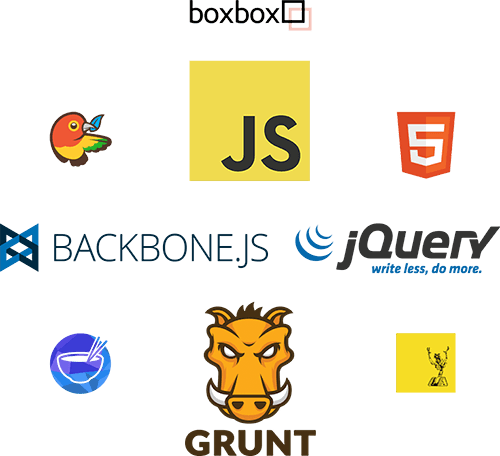 boxbox
JS
5
BACKBONE.JS
jQuery
write less, do more.
GRUNT